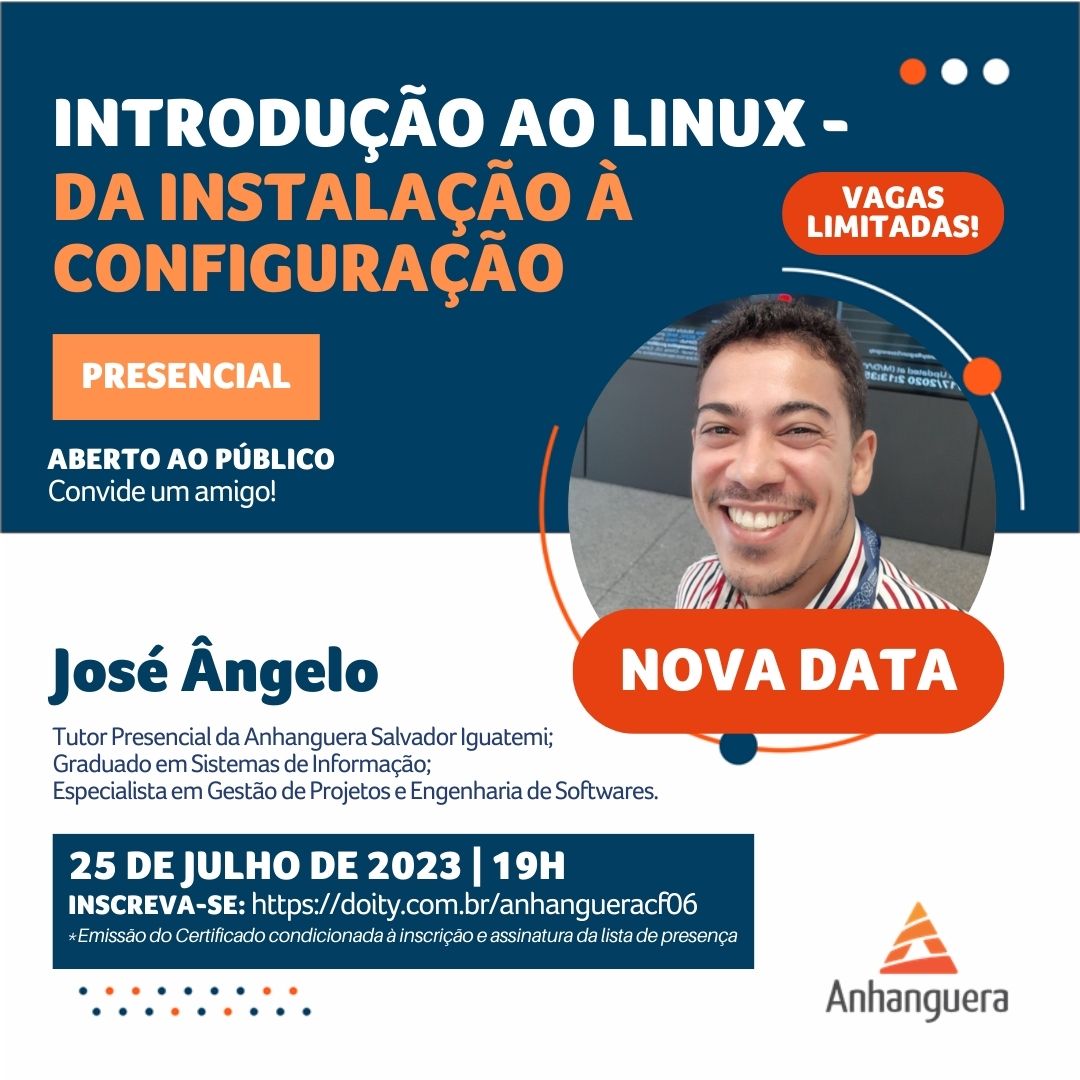 INTRODUÇÃO AO LINUX -
DA INSTALAÇÃO À
CONFIGURAÇÃO
VAGAS
LIMITADAS!
PRESENCIAL
ABERTO AO PÚBLICO
Convide um amigo!
NOVA DATA
José Ângelo
Tutor Presencial da Anhanguera Salvador Iguatemi;
Graduado em Sistemas de Informação;
Especialista em Gestão de Projetos e Engenharia de Softwares.
25 DE JULHO DE 2023 | 19H
INSCREVA-SE: https://doity.com.br/anhangueracf06
*Emissão do Certificado condicionada à inscrição e assinatura da lista de presença
Anhanguera